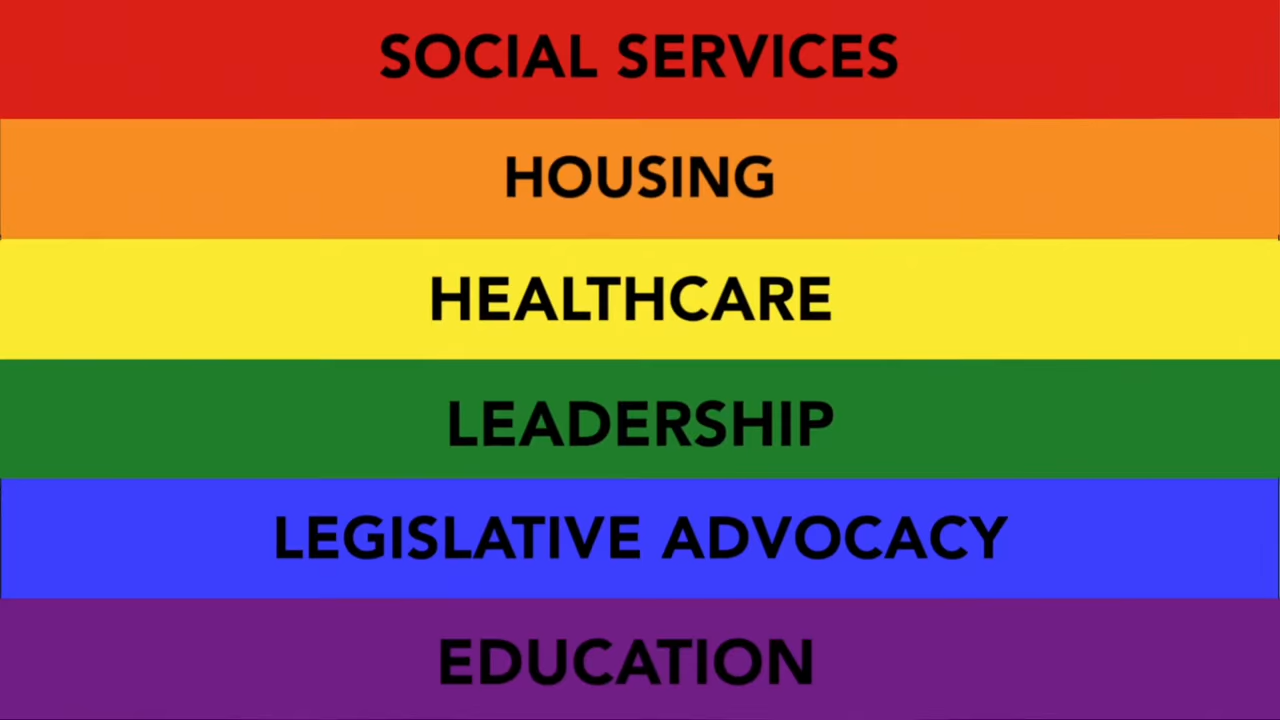 SOCIAL SERVICES
HOUSING
HEALTHCARE
LEADERSHIP
LEGISLATIVE ADVOCACY
EDUCATION